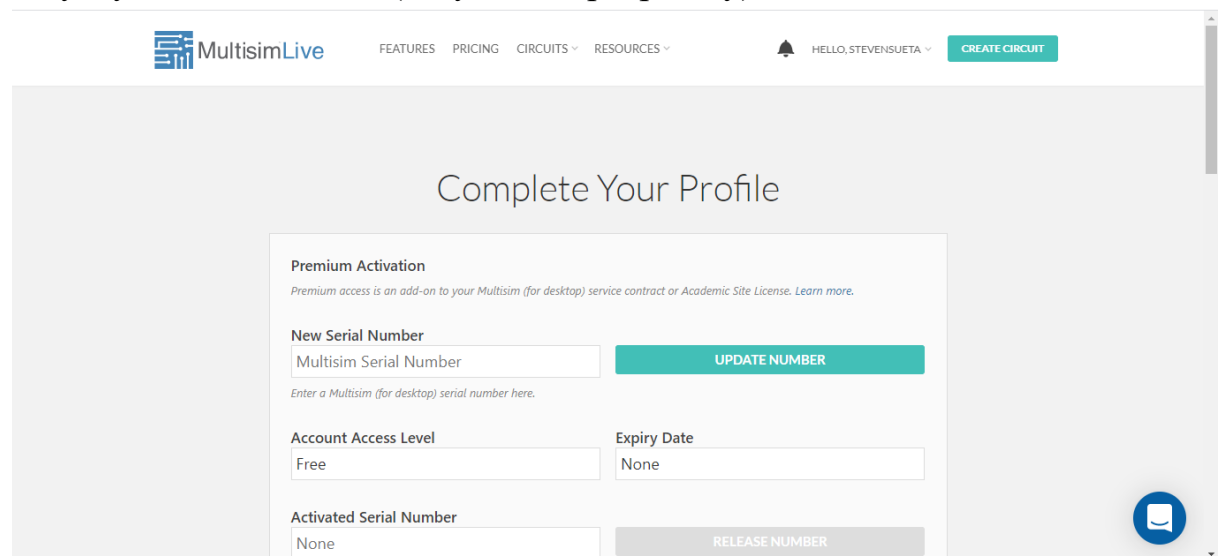 MultisimLive FEATURES PRICING CIRCUITS RESOURCES HELLO, STEVENSUETA CREATE CIRCUIT
Complete Your Profile
Premium Activation
Premium access is an add-on to your Multisim (for desktop) service contract or Academic Site License. Learn more.
New Serial Number
Multisim Serial Number UPDATE NUMBER
Enter a Multisim (for desktop) serial number here.
Account Access Level Expiry Date
Free None
Activated Serial Number
None RELEASE NUMBER